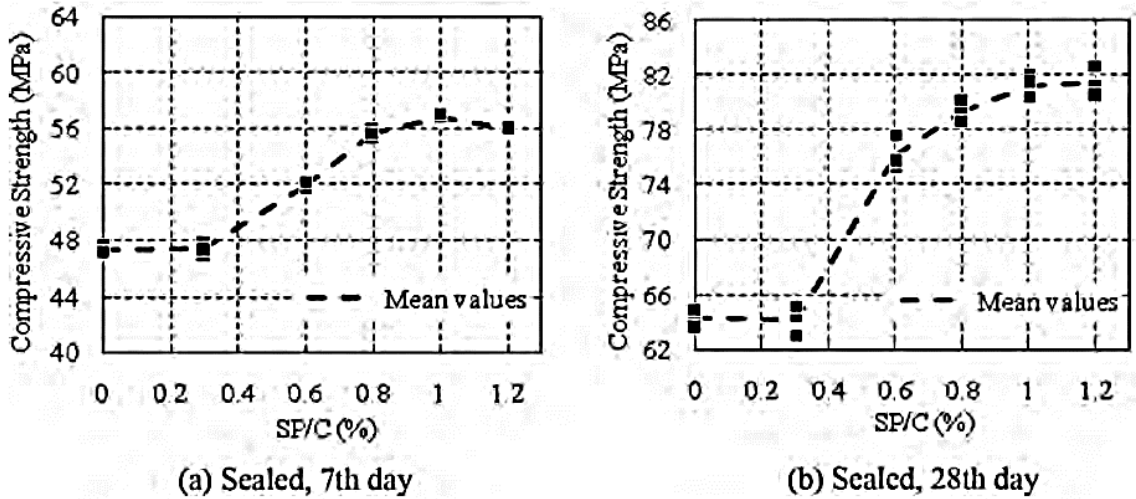 Compressive Strength (MPa)
64
60
56
52
48
44
40
Mean values
0 0.2 0.4 0.6 0.8 1 1.2
SP/C (%)
(a) Sealed, 7th day
Compressive Strength (MPa)
86
82
78
74
70
66
62
Mean values
0 0.2 0.4 0.6 0.8 1 1.2
SP/C (%)
(b) Sealed, 28th day